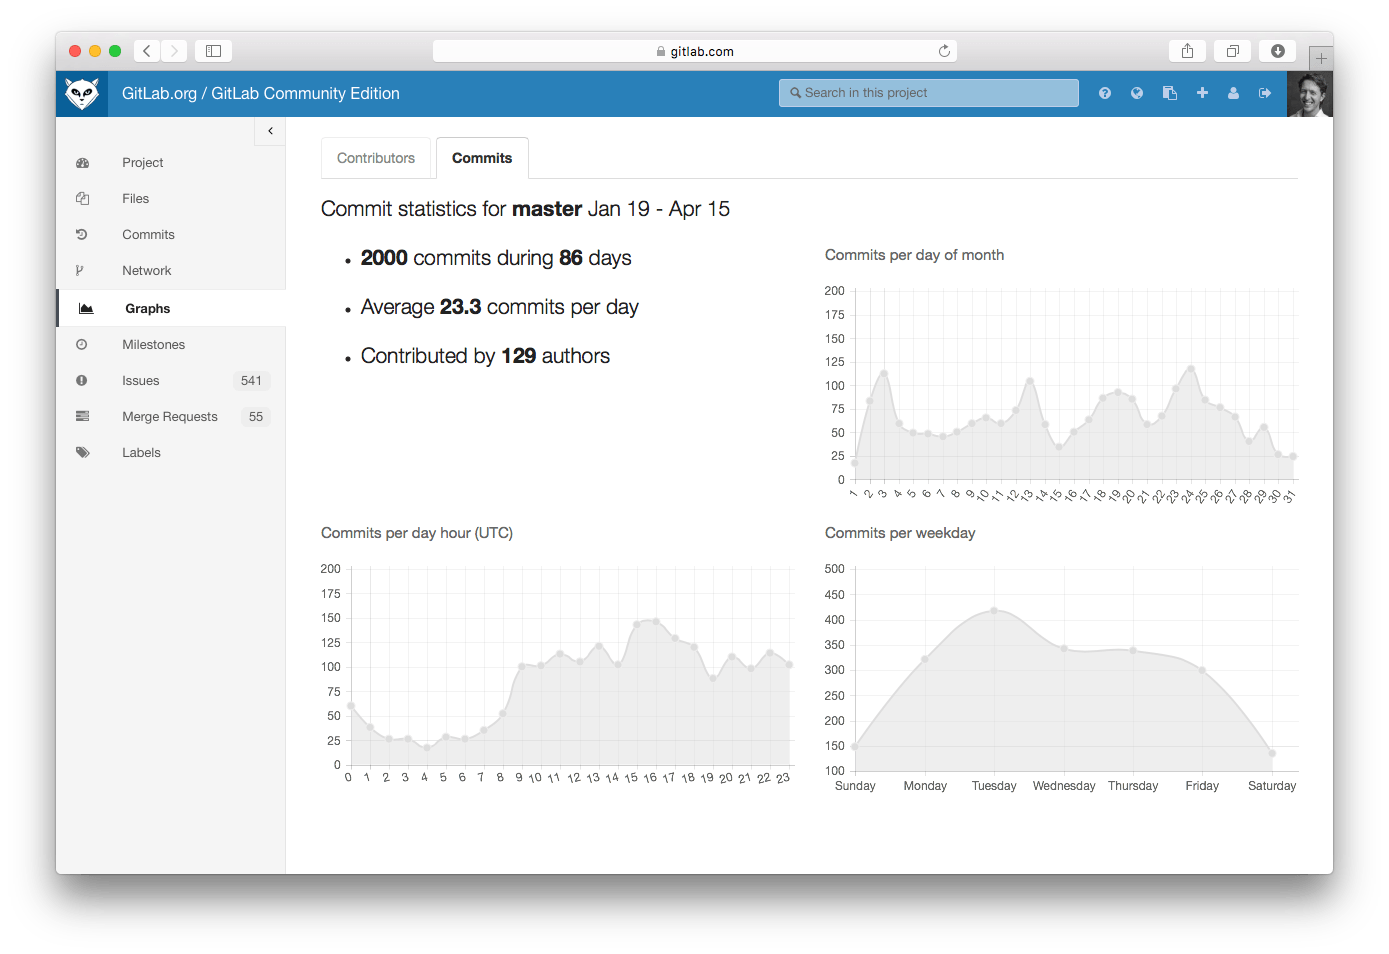 gitlab.com
GitLab.org / GitLab Community Edition
Search in this project
Project
Files
Commits
Network
Graphs
Milestones
Issues 541
Merge Requests 55
Labels
Contributors
Commits
Commit statistics for master Jan 19 - Apr 15
2000 commits during 86 days
Average 23.3 commits per day
Contributed by 129 authors
Commits per day of month
200
175
150
125
100
75
50
25
0
1 2 3 4 5 6 7 8 9 10 11 12 13 14 15 16 17 18 19 20 21 22 23 24 25 26 27 28 29 30 31
Commits per day hour (UTC)
200
175
150
125
100
75
50
25
0
0 1 2 3 4 5 6 7 8 9 10 11 12 13 14 15 16 17 18 19 20 21 22 23
Commits per weekday
500
450
400
350
300
250
200
150
100
Sunday Monday Tuesday Wednesday Thursday Friday Saturday